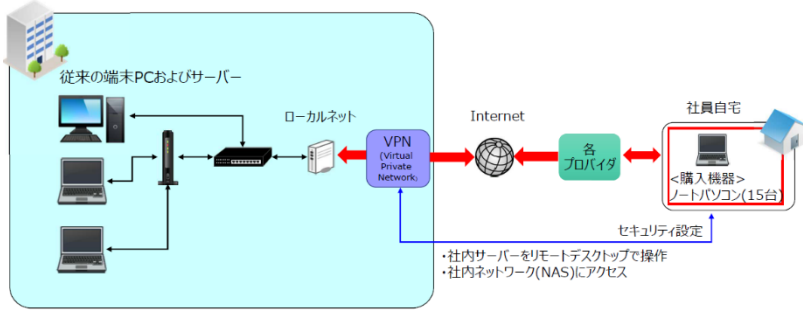 従来の端末PCおよびサーバー
ローカルネット
VPN
(Virtual
Private
Network)
Internet
各
プロバイダ
社員自宅
<購入機器>
ノートパソコン(15台)
セキュリティ設定
・社内サーバーをリモートデスクトップで操作
・社内ネットワーク(NAS)にアクセス